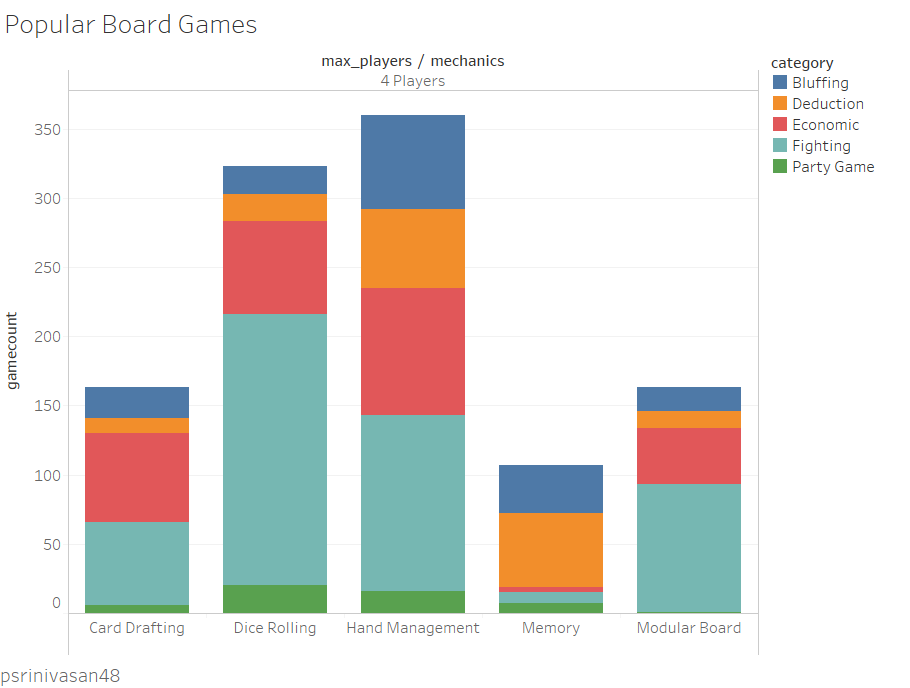 Popular Board Games
max_players / mechanics
4 Players
category
Bluffing
Deduction
Economic
Fighting
Party Game
gamecount
350
300
250
200
150
100
50
0
Card Drafting
Dice Rolling
Hand Management
Memory
Modular Board
psrinivasan48